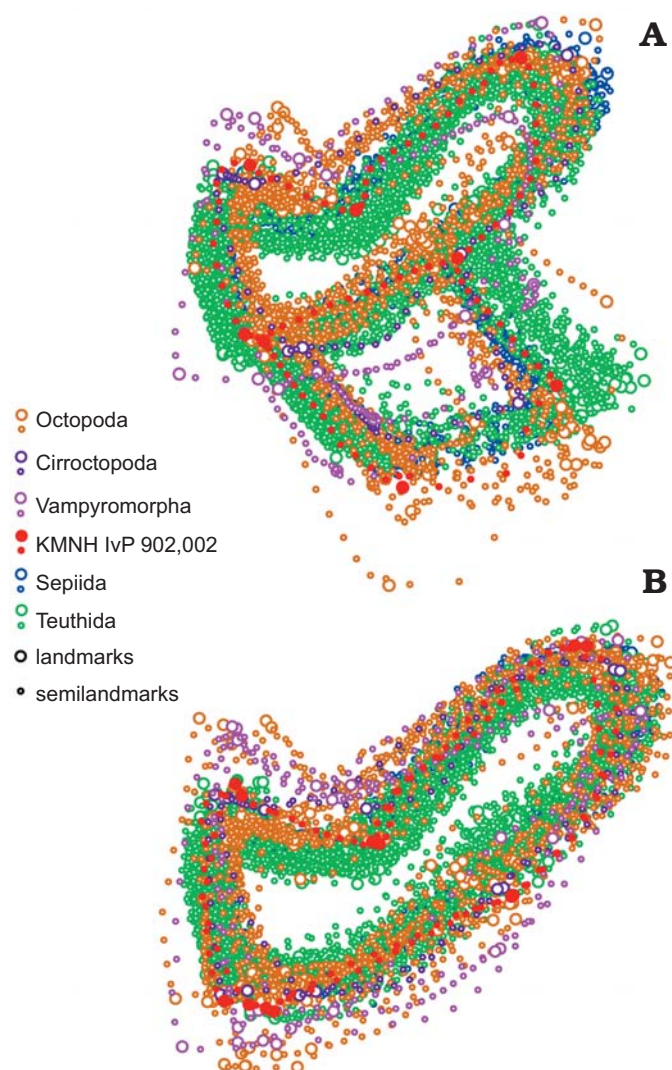 A
Octopoda
Cirroctopoda
Vampyromorpha
KMNH IvP 902,002
Sepiida
Teuthida
landmarks
semilandmarks
B